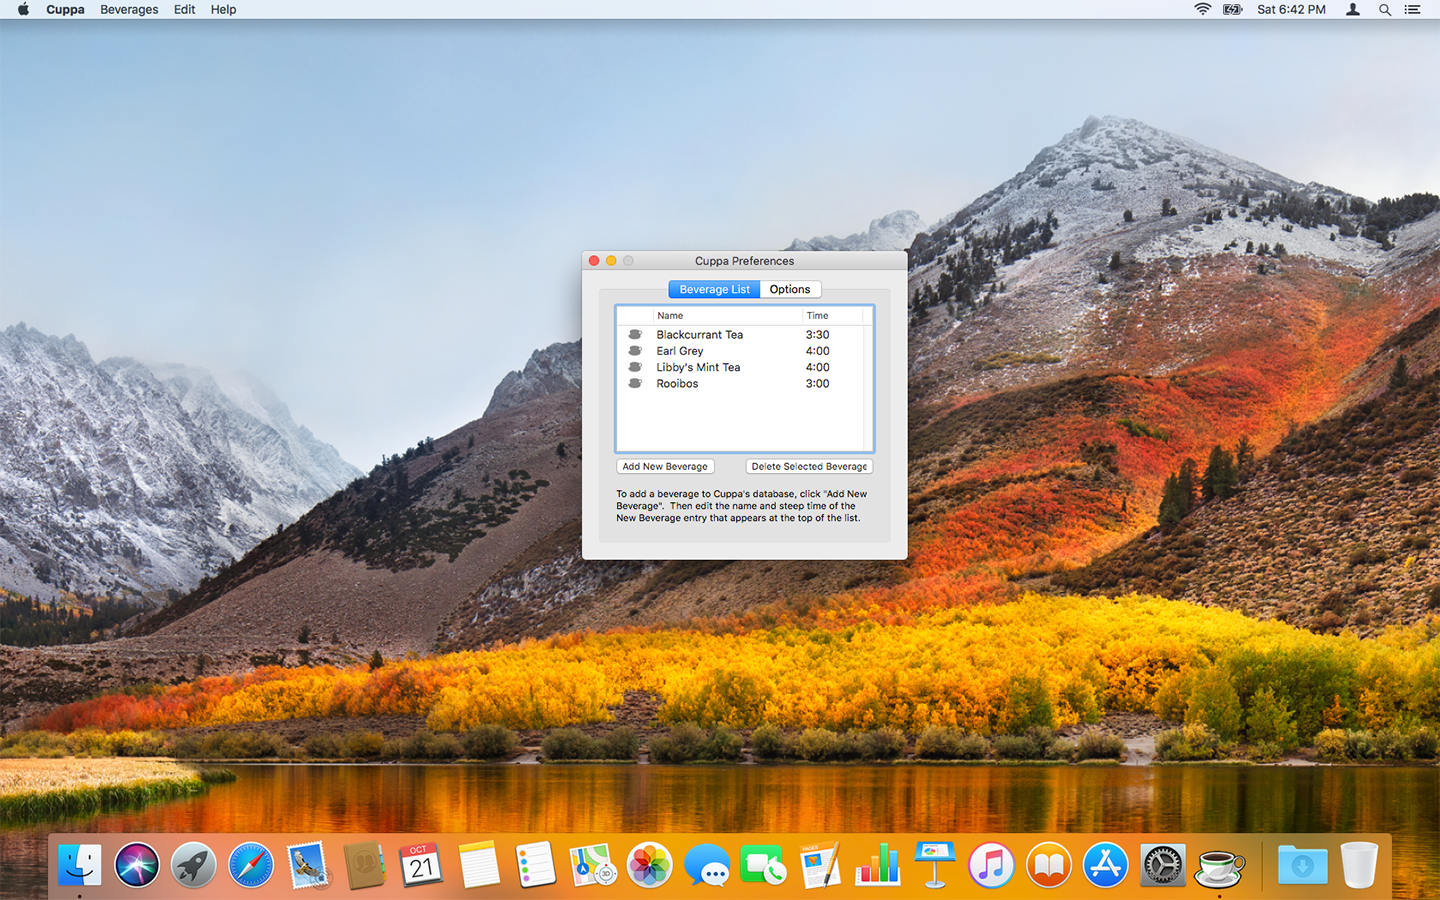 Cuppa Beverages Edit Help Sat 6:42 PM
Cuppa Preferences
Beverage List Options
Name Time
Blackcurrant Tea 3:30
Earl Grey 4:00
Libby's Mint Tea 4:00
Rooibos 3:00
Add New Beverage Delete Selected Beverage
To add a beverage to Cuppa's database, click "Add New
Beverage".  Then edit the name and steep time of the
New Beverage entry that appears at the top of the list.
OCT
21
3D
PAGES